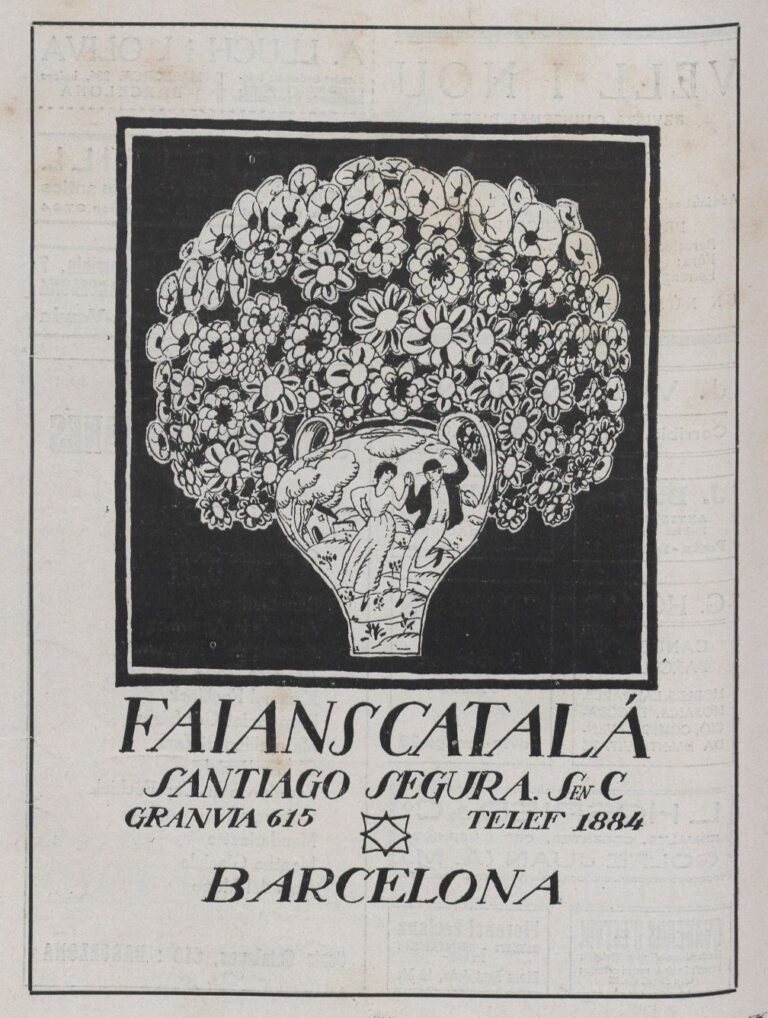 FAIANS CATALÁ
SANTIAGO SEGURA. S EN C
GRANVIA 615 TELEF 1884
BARCELONA